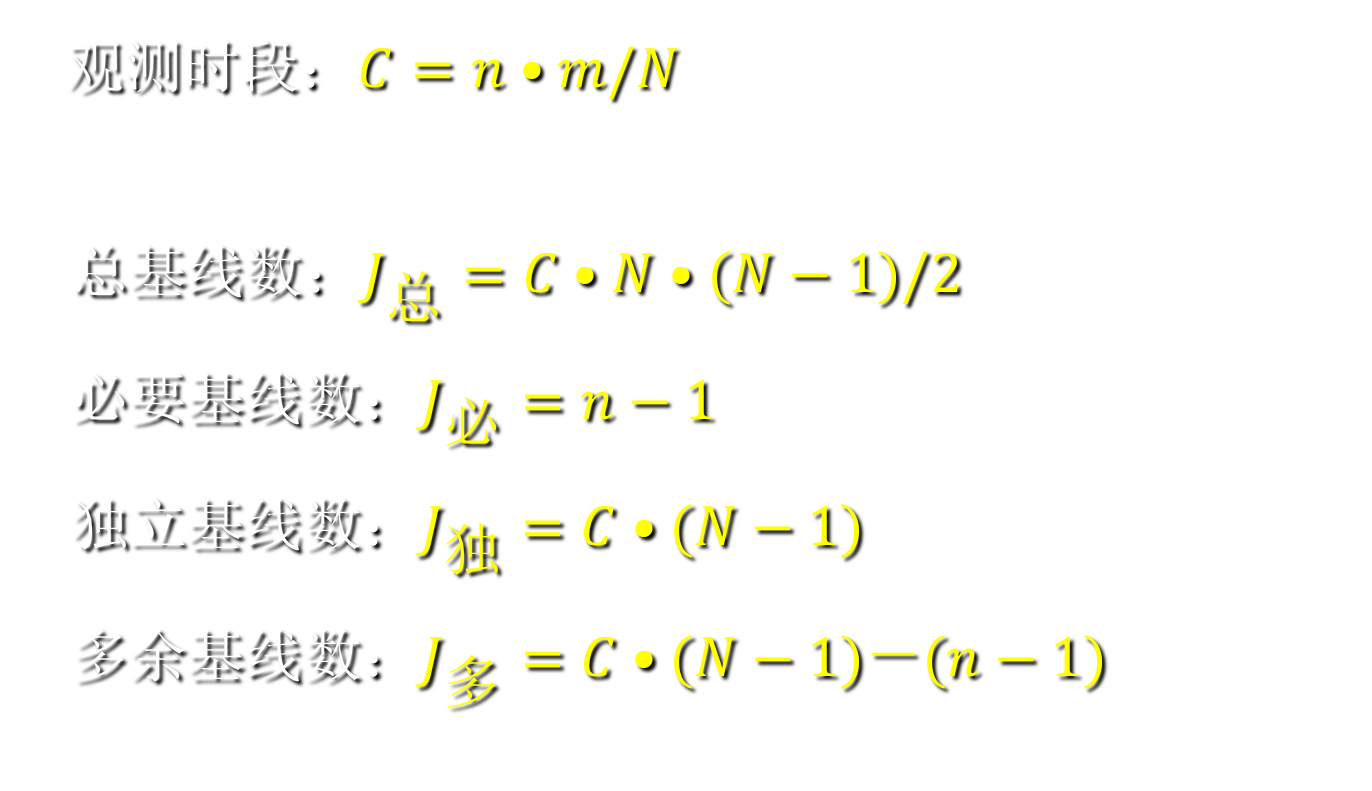 观测时段：C = n•m/N
总基线数：J总 = C•N•(N − 1)/2
必要基线数：J必 = n − 1
独立基线数：J独 = C•(N − 1)
多余基线数：J多 = C•(N − 1)－(n − 1)